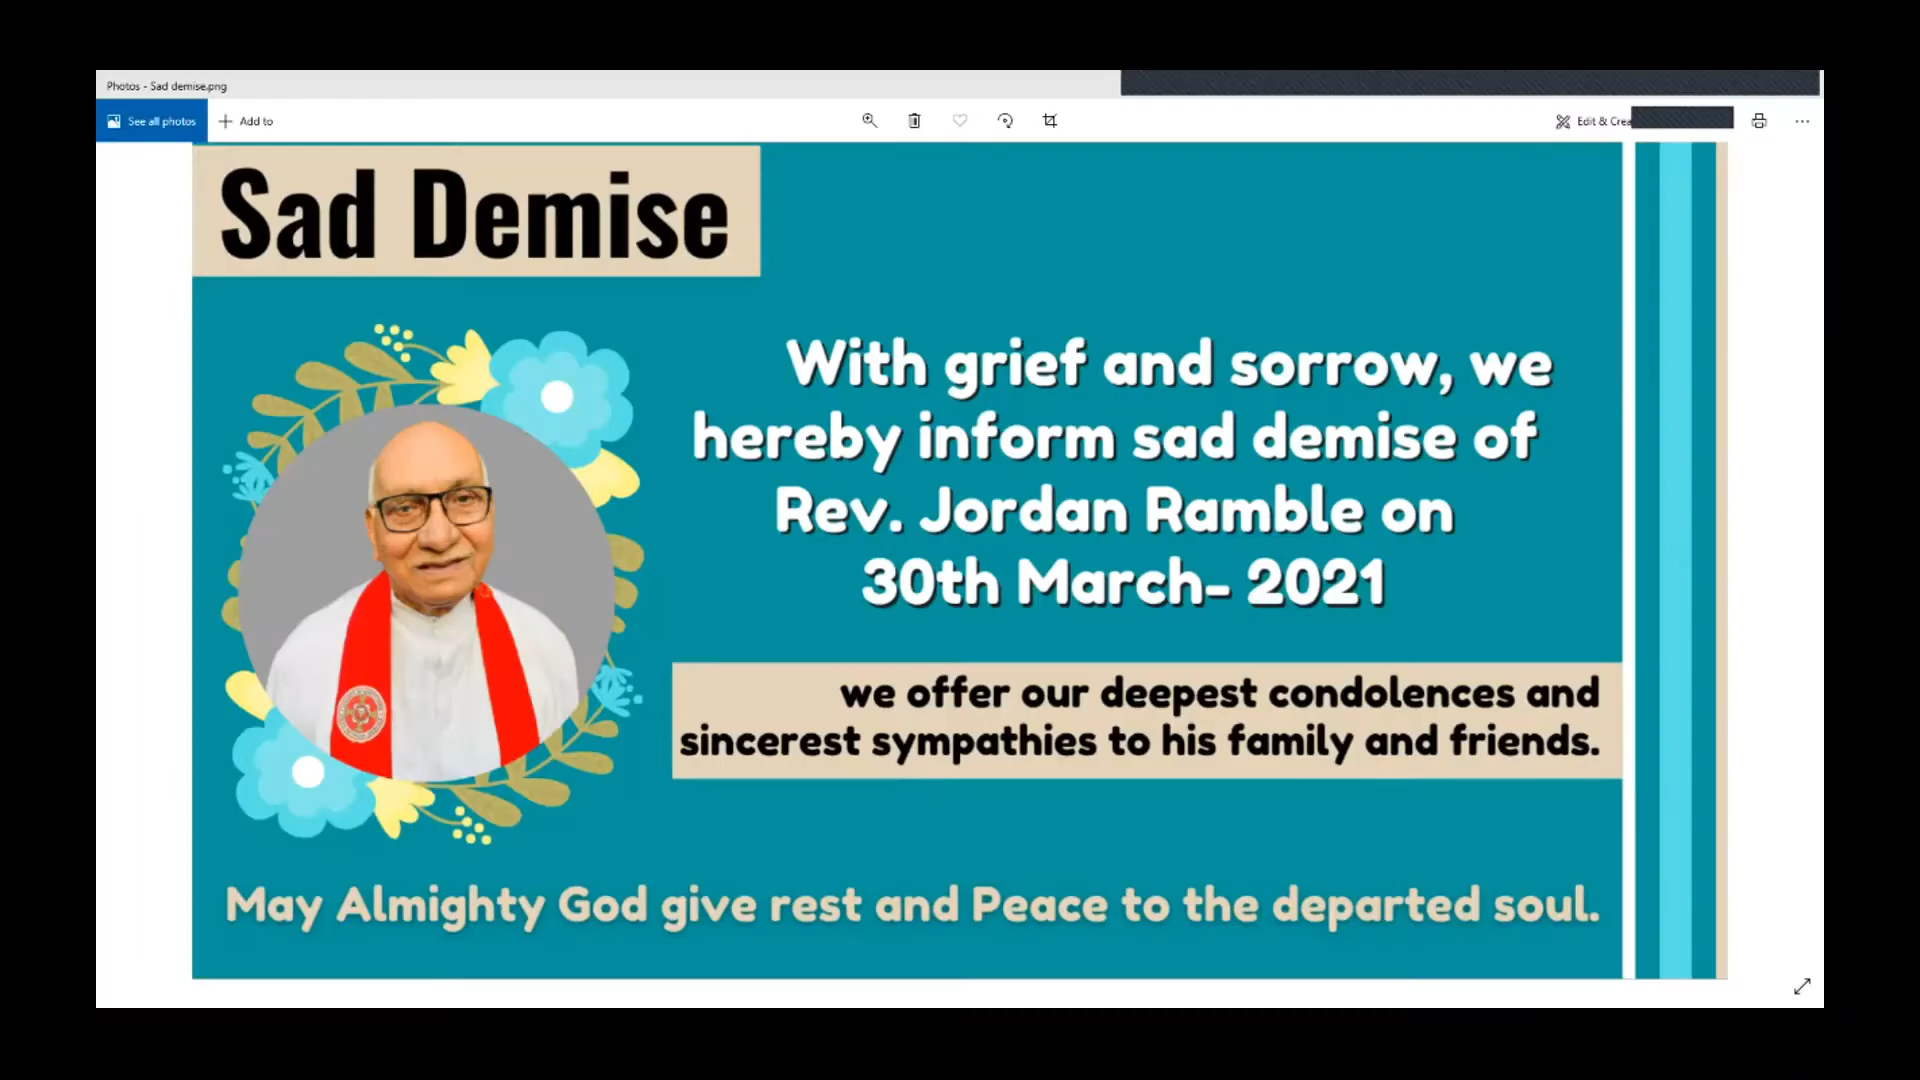 Photos - Sad demise.png
See all photos
Add to
Edit & Crea
Sad Demise
With grief and sorrow, we
hereby inform sad demise of
Rev. Jordan Ramble on
30th March- 2021
we offer our deepest condolences and
sincerest sympathies to his family and friends.
May Almighty God give rest and Peace to the departed soul.